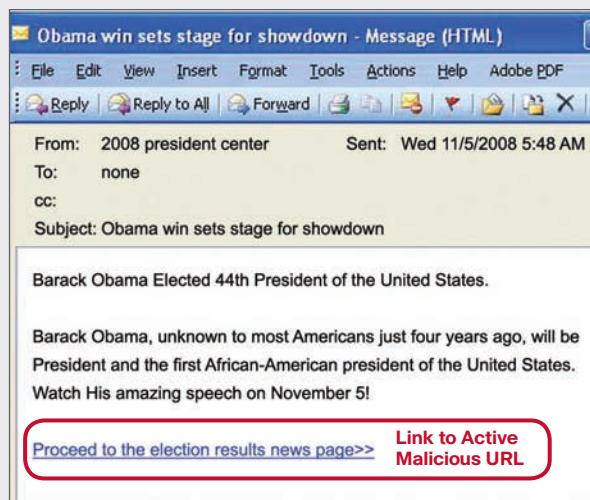 Obama win sets stage for showdown - Message (HTML)
File Edit View Insert Format Tools Actions Help Adobe PDF
Reply Reply to All Forward
From: 2008 president center Sent: Wed 11/5/2008 5:48 AM
To: none
cc:
Subject: Obama win sets stage for showdown
Barack Obama Elected 44th President of the United States.
Barack Obama, unknown to most Americans just four years ago, will be
President and the first African-American president of the United States.
Watch His amazing speech on November 5!
Proceed to the election results news page>>
Link to Active
Malicious URL